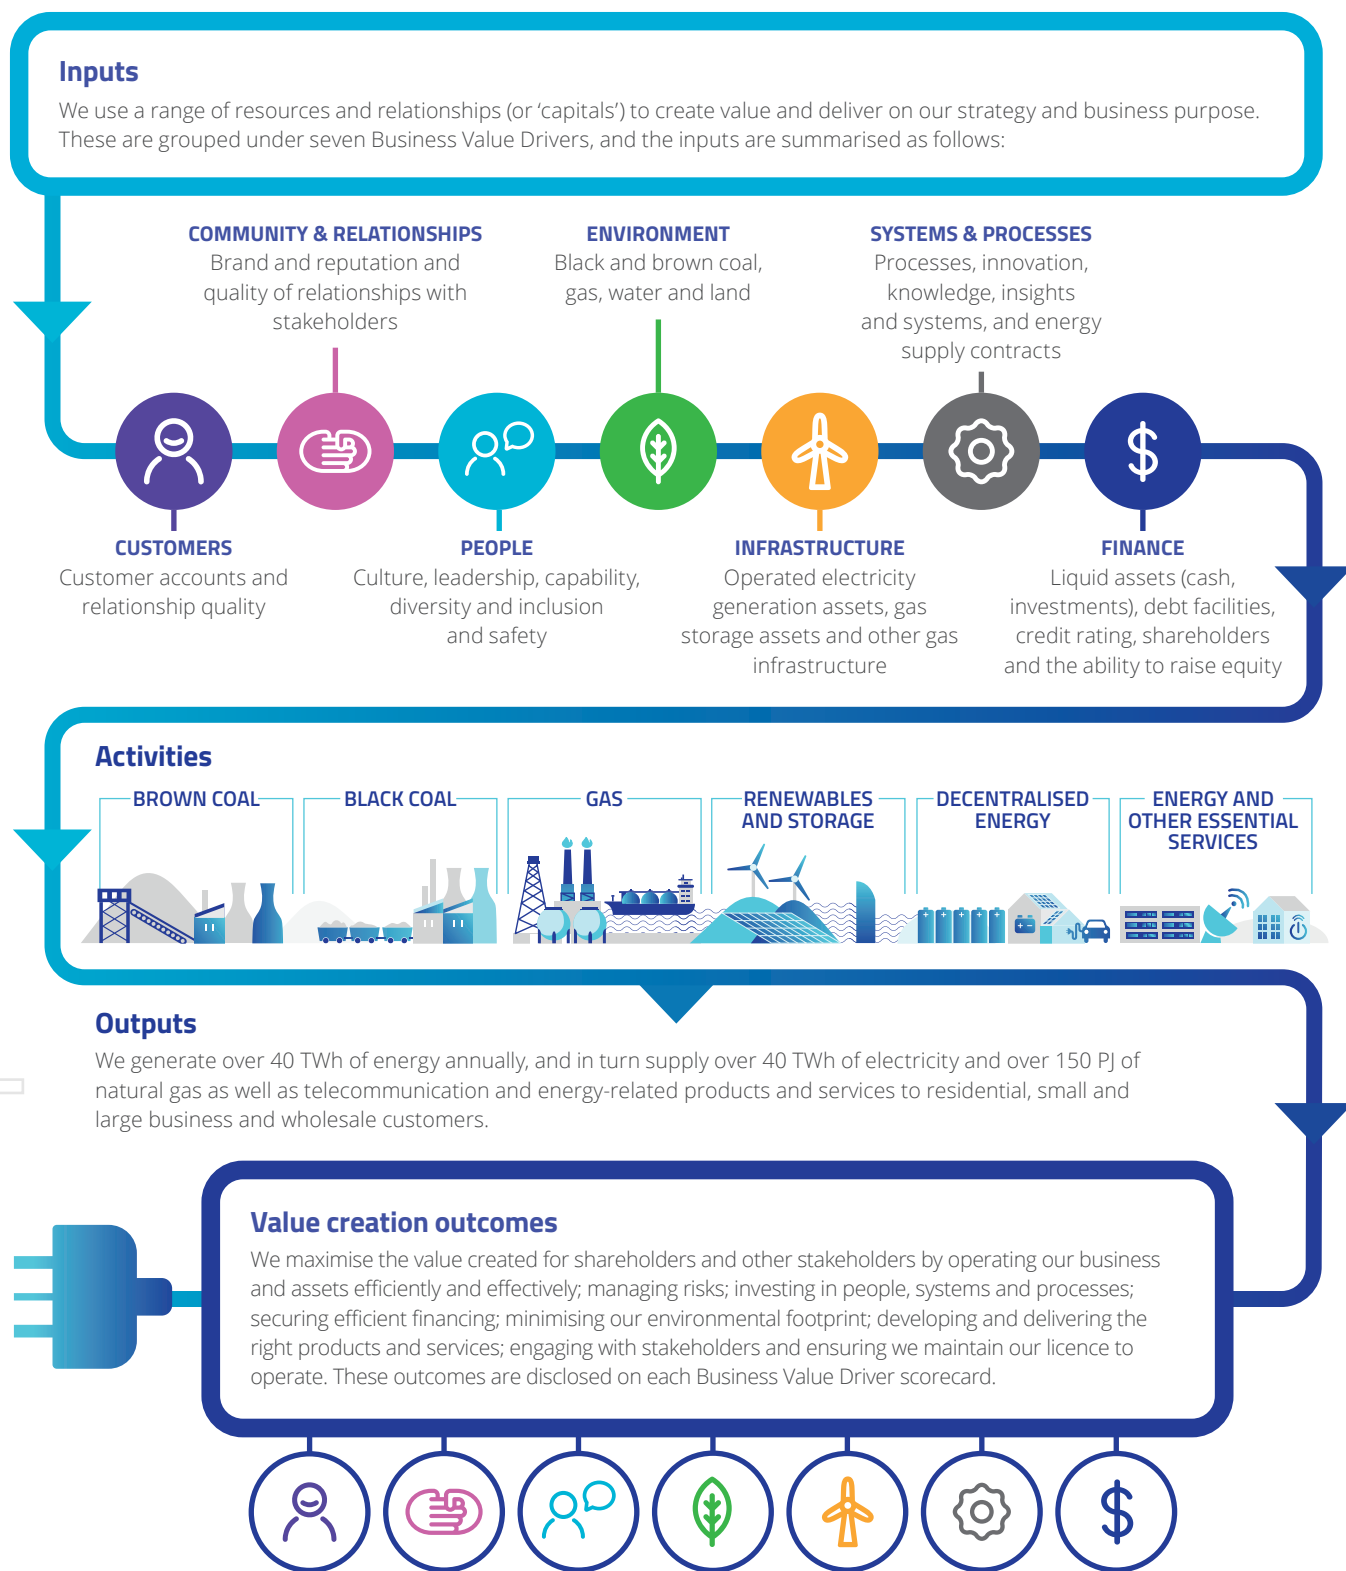 Inputs
We use a range of resources and relationships (or ‘capitals’) to create value and deliver on our strategy and business purpose.
These are grouped under seven Business Value Drivers, and the inputs are summarised as follows:
COMMUNITY & RELATIONSHIPS
Brand and reputation and
quality of relationships with
stakeholders
ENVIRONMENT
Black and brown coal,
gas, water and land
SYSTEMS & PROCESSES
Processes, innovation,
knowledge, insights
and systems, and energy
supply contracts
CUSTOMERS
Customer accounts and
relationship quality
PEOPLE
Culture, leadership, capability,
diversity and inclusion
and safety
INFRASTRUCTURE
Operated electricity
generation assets, gas
storage assets and other gas
infrastructure
FINANCE
Liquid assets (cash,
investments), debt facilities,
credit rating, shareholders
and the ability to raise equity
Activities
BROWN COAL
BLACK COAL
GAS
RENEWABLES
AND STORAGE
DECENTRALISED
ENERGY
ENERGY AND
OTHER ESSENTIAL
SERVICES
Outputs
We generate over 40 TWh of energy annually, and in turn supply over 40 TWh of electricity and over 150 PJ of
natural gas as well as telecommunication and energy-related products and services to residential, small and
large business and wholesale customers.
Value creation outcomes
We maximise the value created for shareholders and other stakeholders by operating our business
and assets efficiently and effectively; managing risks; investing in people, systems and processes;
securing efficient financing; minimising our environmental footprint; developing and delivering the
right products and services; engaging with stakeholders and ensuring we maintain our licence to
operate. These outcomes are disclosed on each Business Value Driver scorecard.